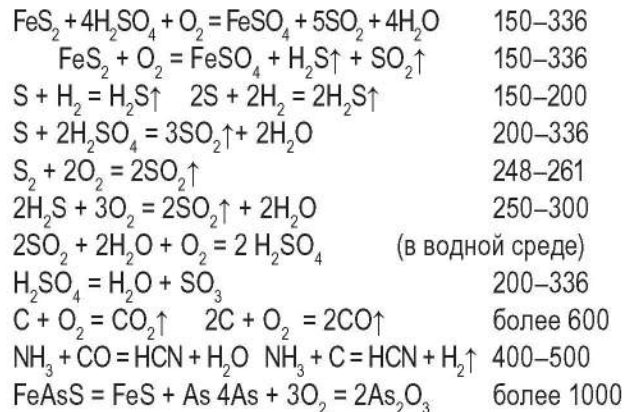 FeS₂ + 4H₂SO₄ + O₂ = FeSO₄ + 5SO₂ + 4H₂O 150–336
FeS₂ + O₂ = FeSO₄ + H₂S↑ + SO₂↑ 150–336
S + H₂ = H₂S↑ 2S + 2H₂ = 2H₂S↑ 150–200
S + 2H₂SO₄ = 3SO₂↑ + 2H₂O 200–336
S₂ + 2O₂ = 2SO₂↑ 248–261
2H₂S + 3O₂ = 2SO₂↑ + 2H₂O 250–300
2SO₂ + 2H₂O + O₂ = 2 H₂SO₄ (в водной среде)
H₂SO₄ = H₂O + SO₃ 200–336
C + O₂ = CO₂↑ 2C + O₂ = 2CO↑ более 600
NH₃ + CO = HCN + H₂O NH₃ + C = HCN + H₂↑ 400–500
FeAsS = FeS + As 4As + 3O₂ = 2As₂O₃ более 1000